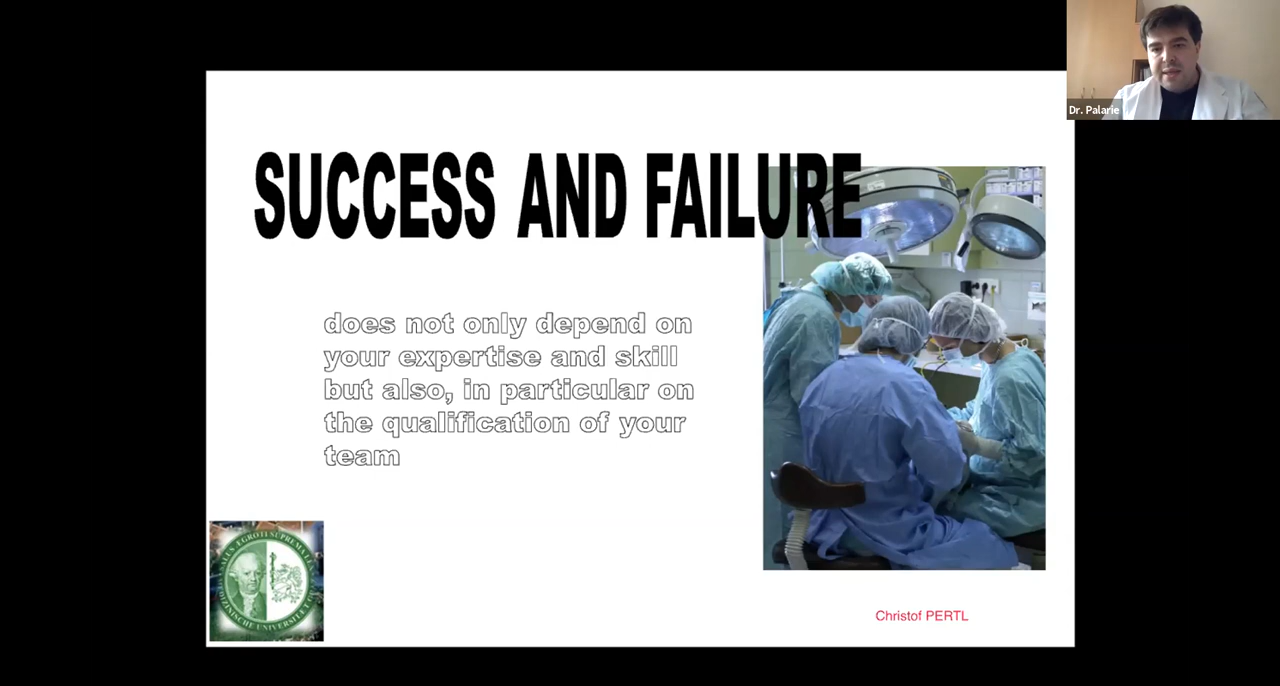 Dr. Palarie
SUCCESS AND FAILURE
does not only depend on
your expertise and skill
but also, in particular on
the qualification of your
team
Christof PERTL